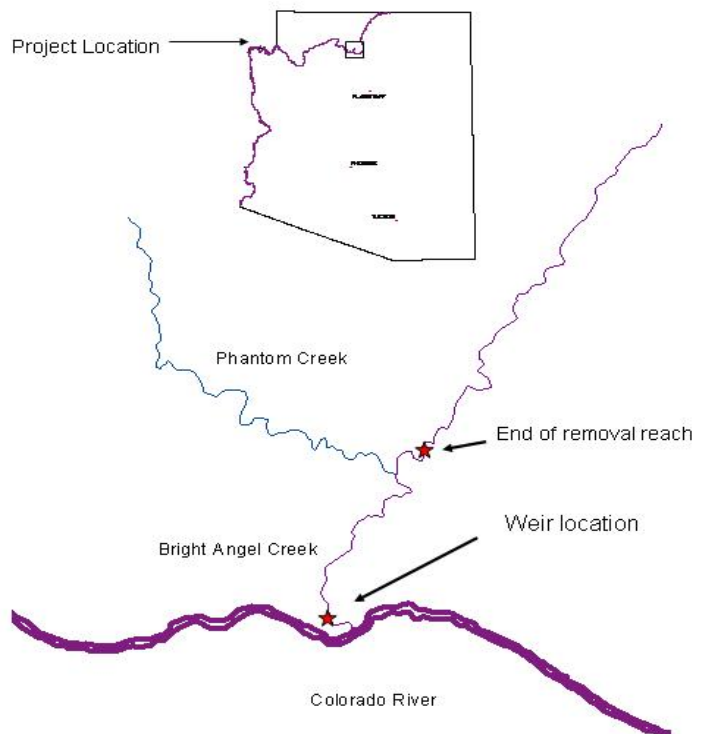 Project Location
Phantom Creek
End of removal reach
Weir location
Bright Angel Creek
Colorado River